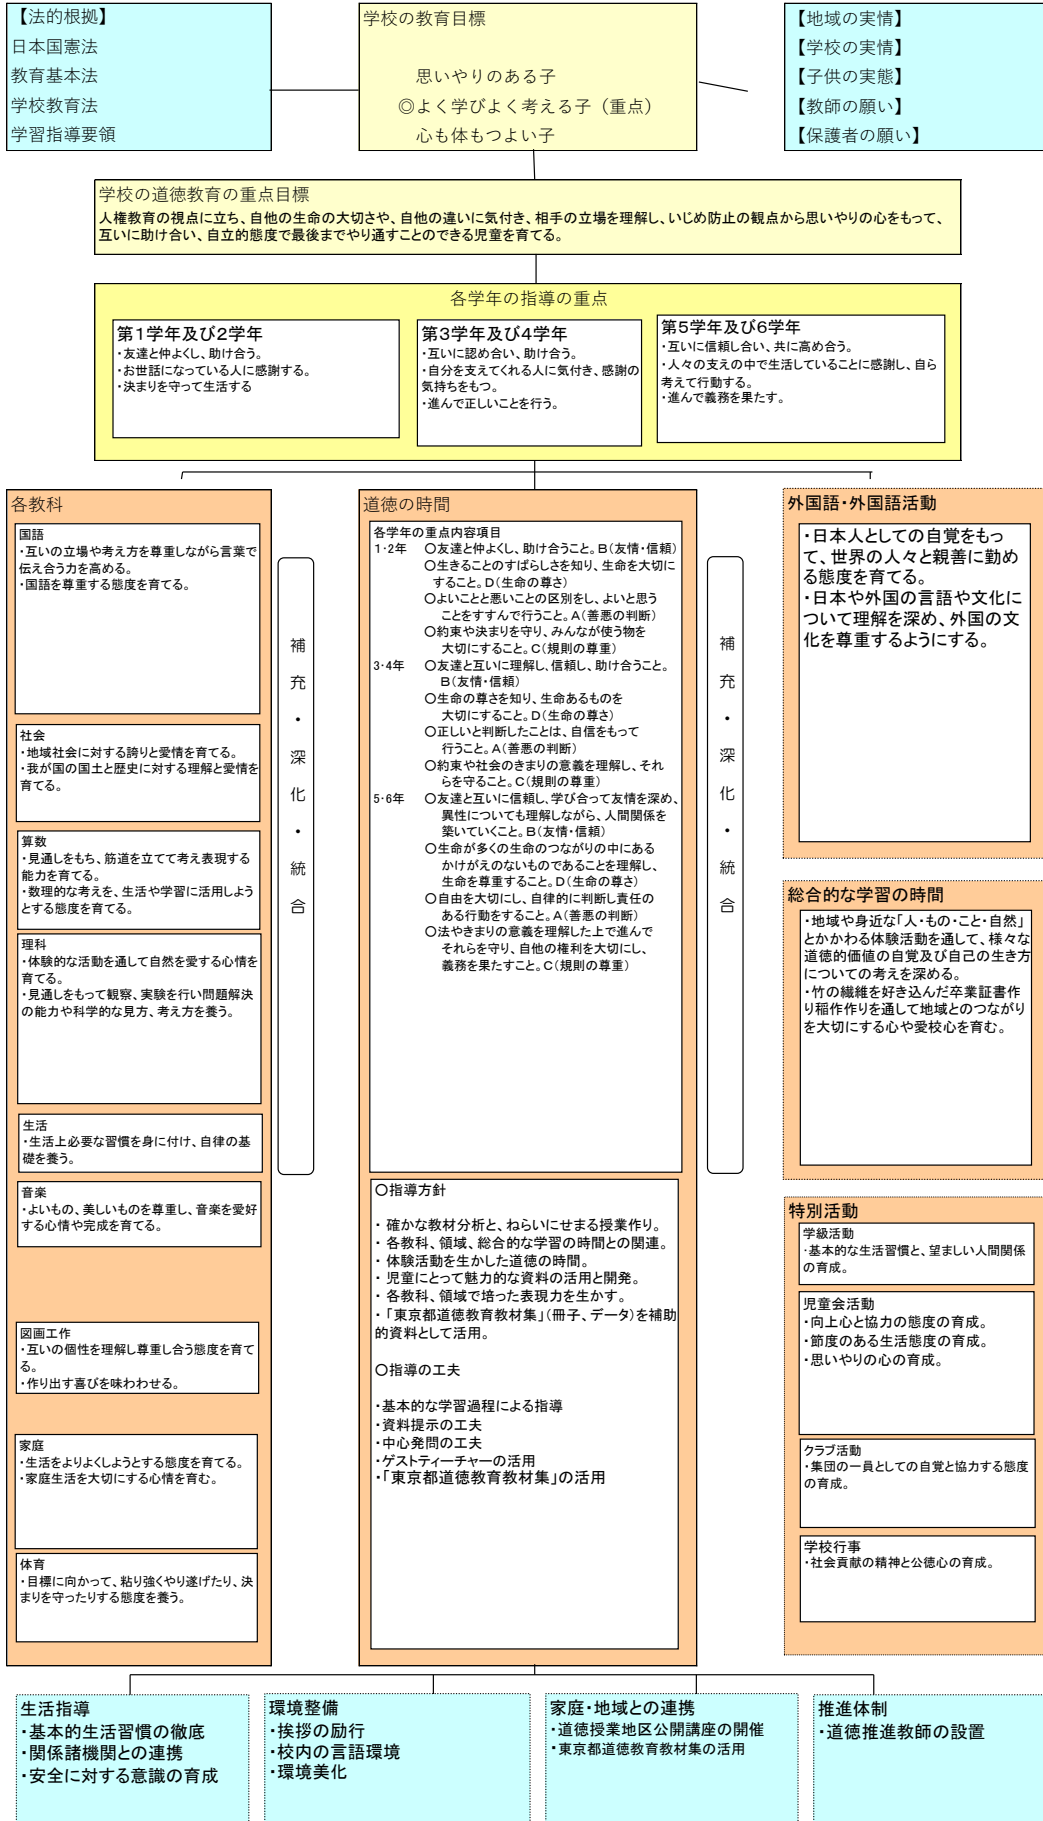 【法的根拠】
日本国憲法
教育基本法
学校教育法
学習指導要領
学校の教育目標
思いやりのある子
◎よく学びよく考える子（重点）
心も体もつよい子
【地域の実情】
【学校の実情】
【子供の実態】
【教師の願い】
【保護者の願い】
学校の道徳教育の重点目標
人権教育の視点に立ち、自他の生命の大切さや、自他の違いに気付き、相手の立場を理解し、いじめ防止の観点から思いやりの心をもって、
互いに助け合い、自立的態度で最後までやり通すことのできる児童を育てる。
各学年の指導の重点
第1学年及び2学年
・友達と仲よくし、助け合う。
・お世話になっている人に感謝する。
・決まりを守って生活する
第3学年及び4学年
・互いに認め合い、助け合う。
・自分を支えてくれる人に気付き、感謝の
気持ちをもつ。
・進んで正しいことを行う。
第5学年及び6学年
・互いに信頼し合い、共に高め合う。
・人々の支えの中で生活していることに感謝し、自ら
考えて行動する。
・進んで義務を果たす。
各教科
国語
・互いの立場や考え方を尊重しながら言葉で
伝え合う力を高める。
・国語を尊重する態度を育てる。
社会
・地域社会に対する誇りと愛情を育てる。
・我が国の国土と歴史に対する理解と愛情を
育てる。
算数
・見通しをもち、筋道を立てて考え表現する
能力を育てる。
・数理的な考えを、生活や学習に活用しよう
とする態度を育てる。
理科
・体験的な活動を通して自然を愛する心情を
育てる。
・見通しをもって観察、実験を行い問題解決
の能力や科学的な見方、考え方を養う。
生活
・生活上必要な習慣を身に付け、自律の基
礎を養う。
音楽
・よいもの、美しいものを尊重し、音楽を愛好
する心情や完成を育てる。
図画工作
・互いの個性を理解し尊重し合う態度を育て
る。
・作り出す喜びを味わわせる。
家庭
・生活をよりよくしようとする態度を育てる。
・家庭生活を大切にする心情を育む。
体育
・目標に向かって、粘り強くやり遂げたり、決
まりを守ったりする態度を養う。
補充・深化・統合
道徳の時間
各学年の重点内容項目
1・2年 ○友達と仲よくし、助け合うこと。B（友情・信頼）
○生きることのすばらしさを知り、生命を大切に
すること。D（生命の尊さ）
○よいことと悪いことの区別をし、よいと思う
ことをすすんで行うこと。A（善悪の判断）
○約束や決まりを守り、みんなが使う物を
大切にすること。C（規則の尊重）
3・4年 ○友達と互いに理解し、信頼し、助け合うこと。
B（友情・信頼）
○生命の尊さを知り、生命あるものを
大切にすること。D（生命の尊さ）
○正しいと判断したことは、自信をもって
行うこと。A（善悪の判断）
○約束や社会のきまりの意義を理解し、それ
らを守ること。C（規則の尊重）
5・6年 ○友達と互いに信頼し、学び合って友情を深め、
異性についても理解しながら、人間関係を
築いていくこと。B（友情・信頼）
○生命が多くの生命のつながりの中にある
かけがえのないものであることを理解し、
生命を尊重すること。D（生命の尊さ）
○自由を大切にし、自律的に判断し責任の
ある行動をすること。A（善悪の判断）
○法やきまりの意義を理解した上で進んで
それらを守り、自他の権利を大切にし、
義務を果たすこと。C（規則の尊重）
○指導方針
・ 確かな教材分析と、ねらいにせまる授業作り。
・ 各教科、領域、総合的な学習の時間との関連。
・ 体験活動を生かした道徳の時間。
・ 児童にとって魅力的な資料の活用と開発。
・ 各教科、領域で培った表現力を生かす。
・ 「東京都道徳教育教材集」（冊子、データ）を補助
的資料として活用。
○指導の工夫
・基本的な学習過程による指導
・資料提示の工夫
・中心発問の工夫
・ゲストティーチャーの活用
・「東京都道徳教育教材集」の活用
補充・深化・統合
外国語・外国語活動
・日本人としての自覚をもっ
て、世界の人々と親善に勤め
る態度を育てる。
・日本や外国の言語や文化に
ついて理解を深め、外国の文
化を尊重するようにする。
総合的な学習の時間
・地域や身近な「人・もの・こと・自然」
とかかわる体験活動を通して、様々な
道徳的価値の自覚及び自己の生き方
についての考えを深める。
・竹の繊維を好き込んだ卒業証書作
り稲作作りを通して地域とのつながり
を大切にする心や愛校心を育む。
特別活動
学級活動
・基本的な生活習慣と、望ましい人間関係
の育成。
児童会活動
・向上心と協力の態度の育成。
・節度のある生活態度の育成。
・思いやりの心の育成。
クラブ活動
・集団の一員としての自覚と協力する態度
の育成。
学校行事
・社会貢献の精神と公徳心の育成。
生活指導
・基本的生活習慣の徹底
・関係諸機関との連携
・安全に対する意識の育成
環境整備
・挨拶の励行
・校内の言語環境
・環境美化
家庭・地域との連携
・道徳授業地区公開講座の開催
・東京都道徳教育教材集の活用
推進体制
・道徳推進教師の設置